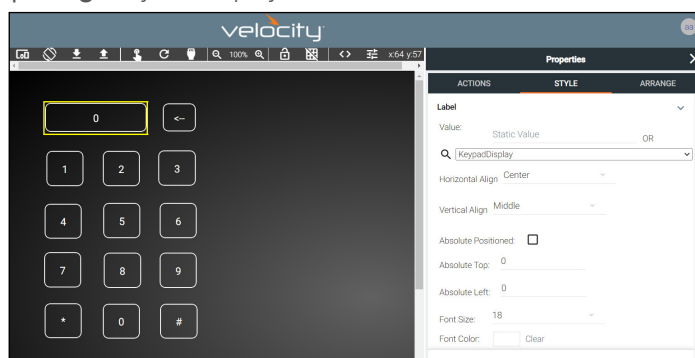 velocity
aa
100%
x:64 y:57
Properties
ACTIONS STYLE ARRANGE
Label
Value: Static Value OR
KeypadDisplay
Horizontal Align Center
Vertical Align Middle
Absolute Positioned:
Absolute Top: 0
Absolute Left: 0
Font Size: 18
Font Color: Clear
0 <--
1 2 3
4 5 6
7 8 9
* 0 #